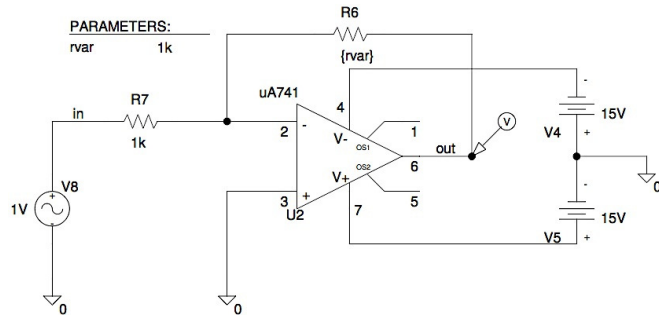 PARAMETERS:
rvar 1k
R6
{rvar}
in
R7
1k
uA741
4
2
-
V-
OS1
1
OS2
6
out
V
V+
3
+
U2
7
5
V8
+
-
1V
0
0
-
15V
V4
+
0
-
15V
V5
+